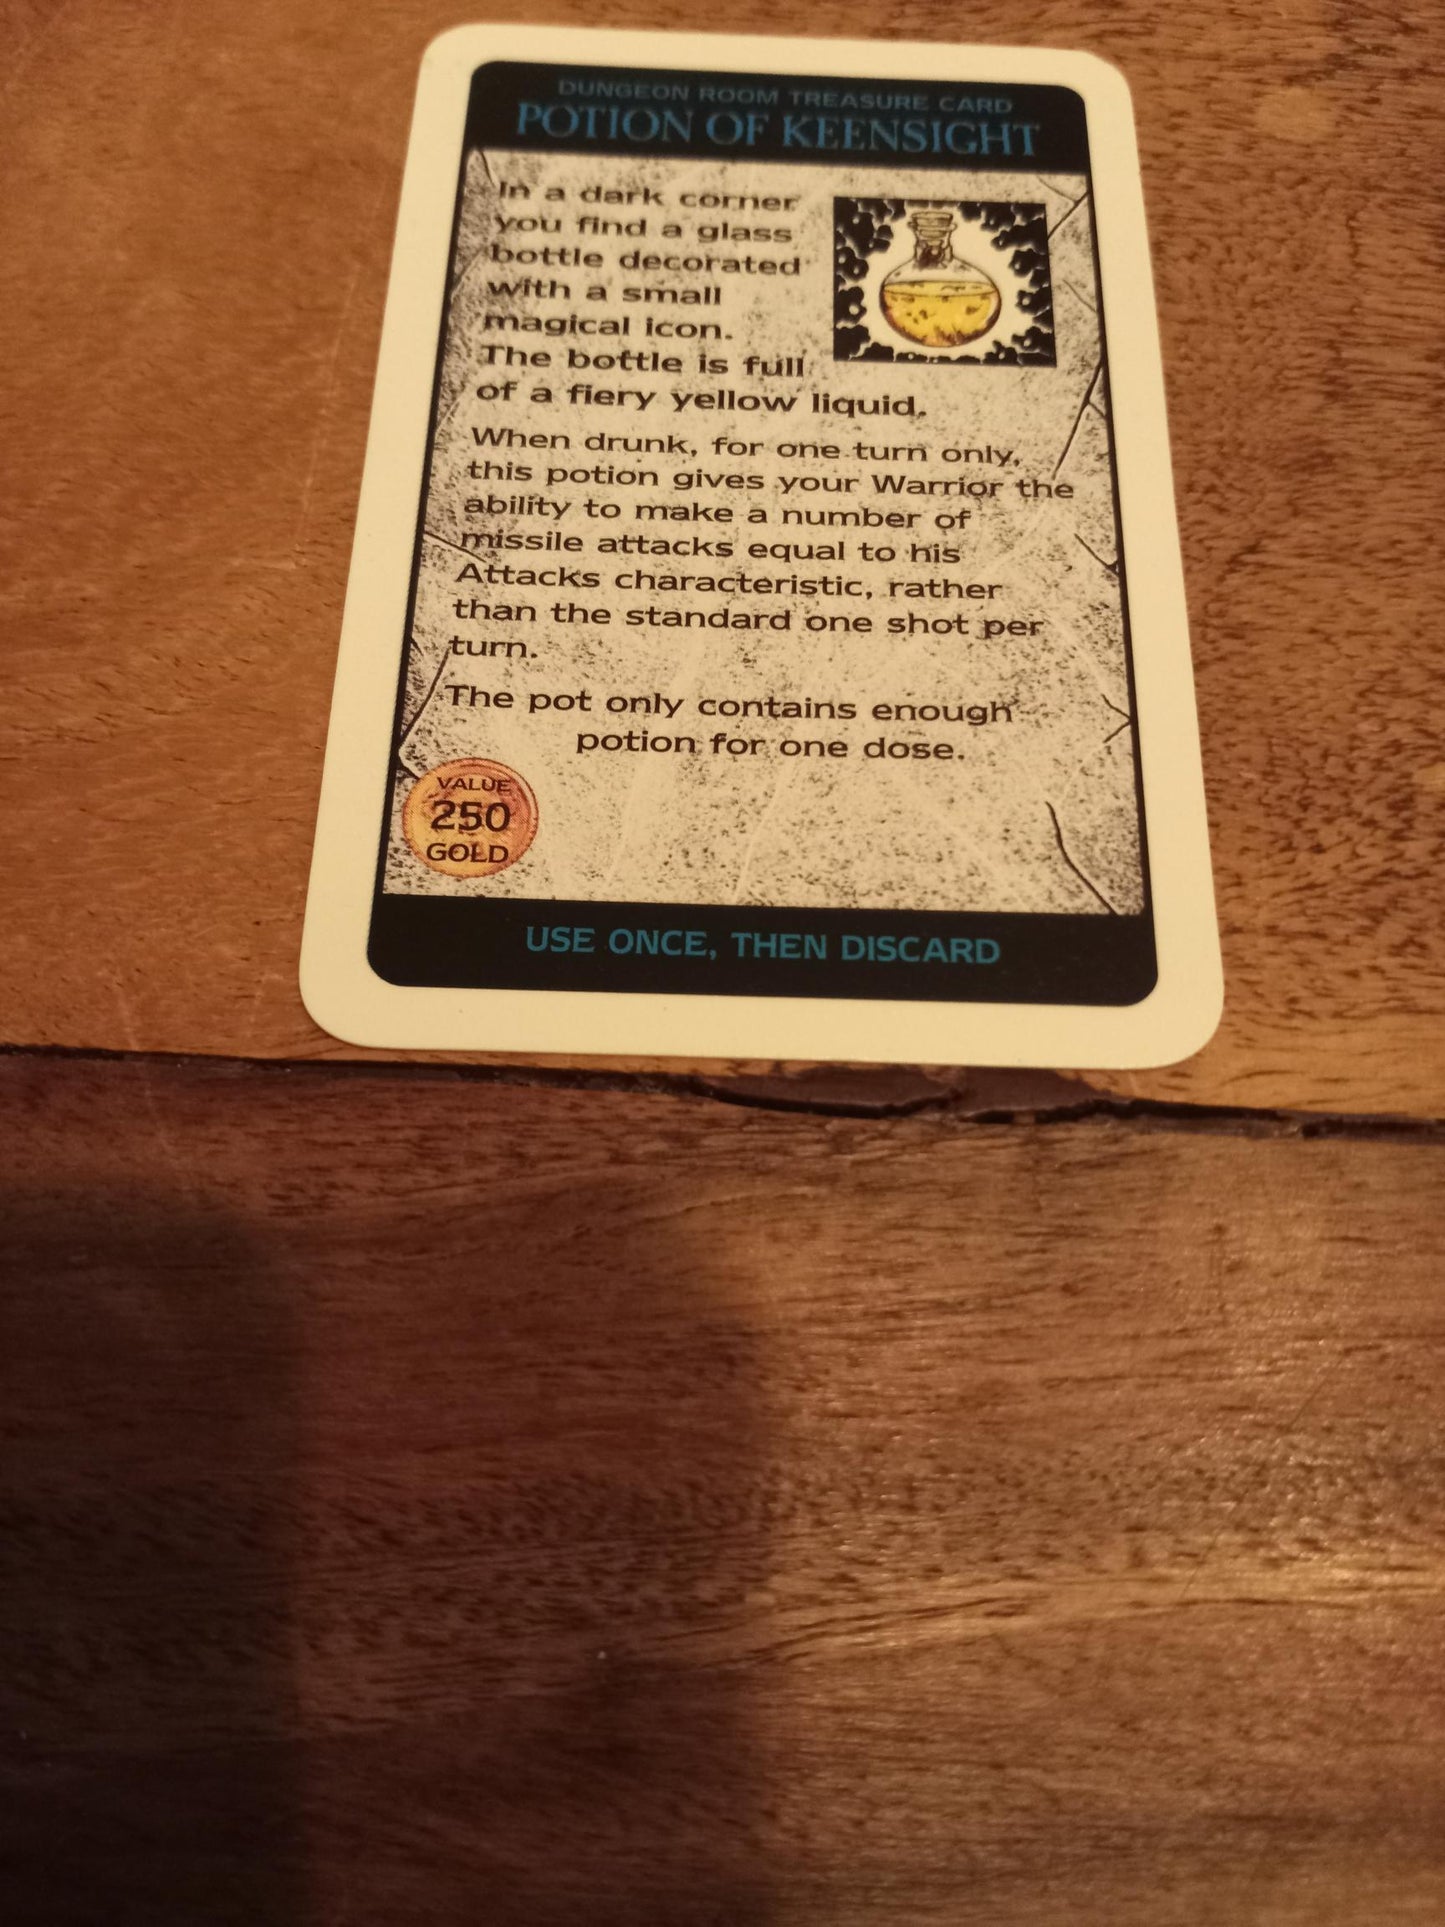 DUNGEON ROOM TREASURE CARD
POTION OF KEENSIGHT
In a dark corner
you find a glass
bottle decorated
with a small
magical icon.
The bottle is full
of a fiery yellow liquid.
When drunk, for one turn only,
this potion gives your Warrior the
ability to make a number of
missile attacks equal to his
Attacks characteristic, rather
than the standard one shot per
turn.
The pot only contains enough
potion for one dose.
VALUE
250
GOLD
USE ONCE, THEN DISCARD